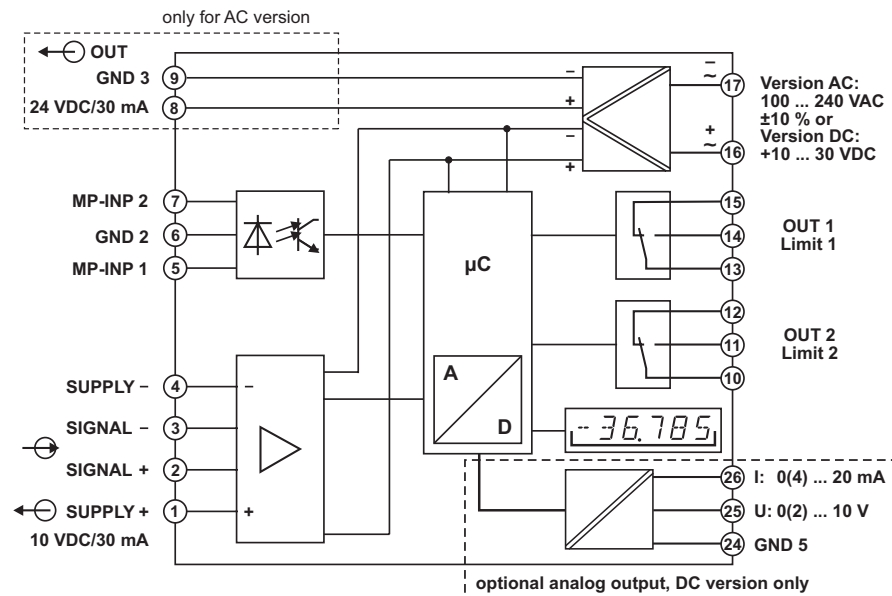 only for AC version
OUT
GND 3
9
24 VDC/30 mA
8
−
+
−
+
−
~
17
+
~
16
Version AC:
100 ... 240 VAC
±10 % or
Version DC:
+10 ... 30 VDC
MP-INP 2
7
GND 2
6
MP-INP 1
5
µC
15
14
13
OUT 1
Limit 1
12
11
10
OUT 2
Limit 2
SUPPLY −
4
−
SIGNAL −
3
SIGNAL +
2
SUPPLY +
1
+
10 VDC/30 mA
A
D
-36.785
26
I: 0(4) ... 20 mA
25
U: 0(2) ... 10 V
24
GND 5
optional analog output, DC version only